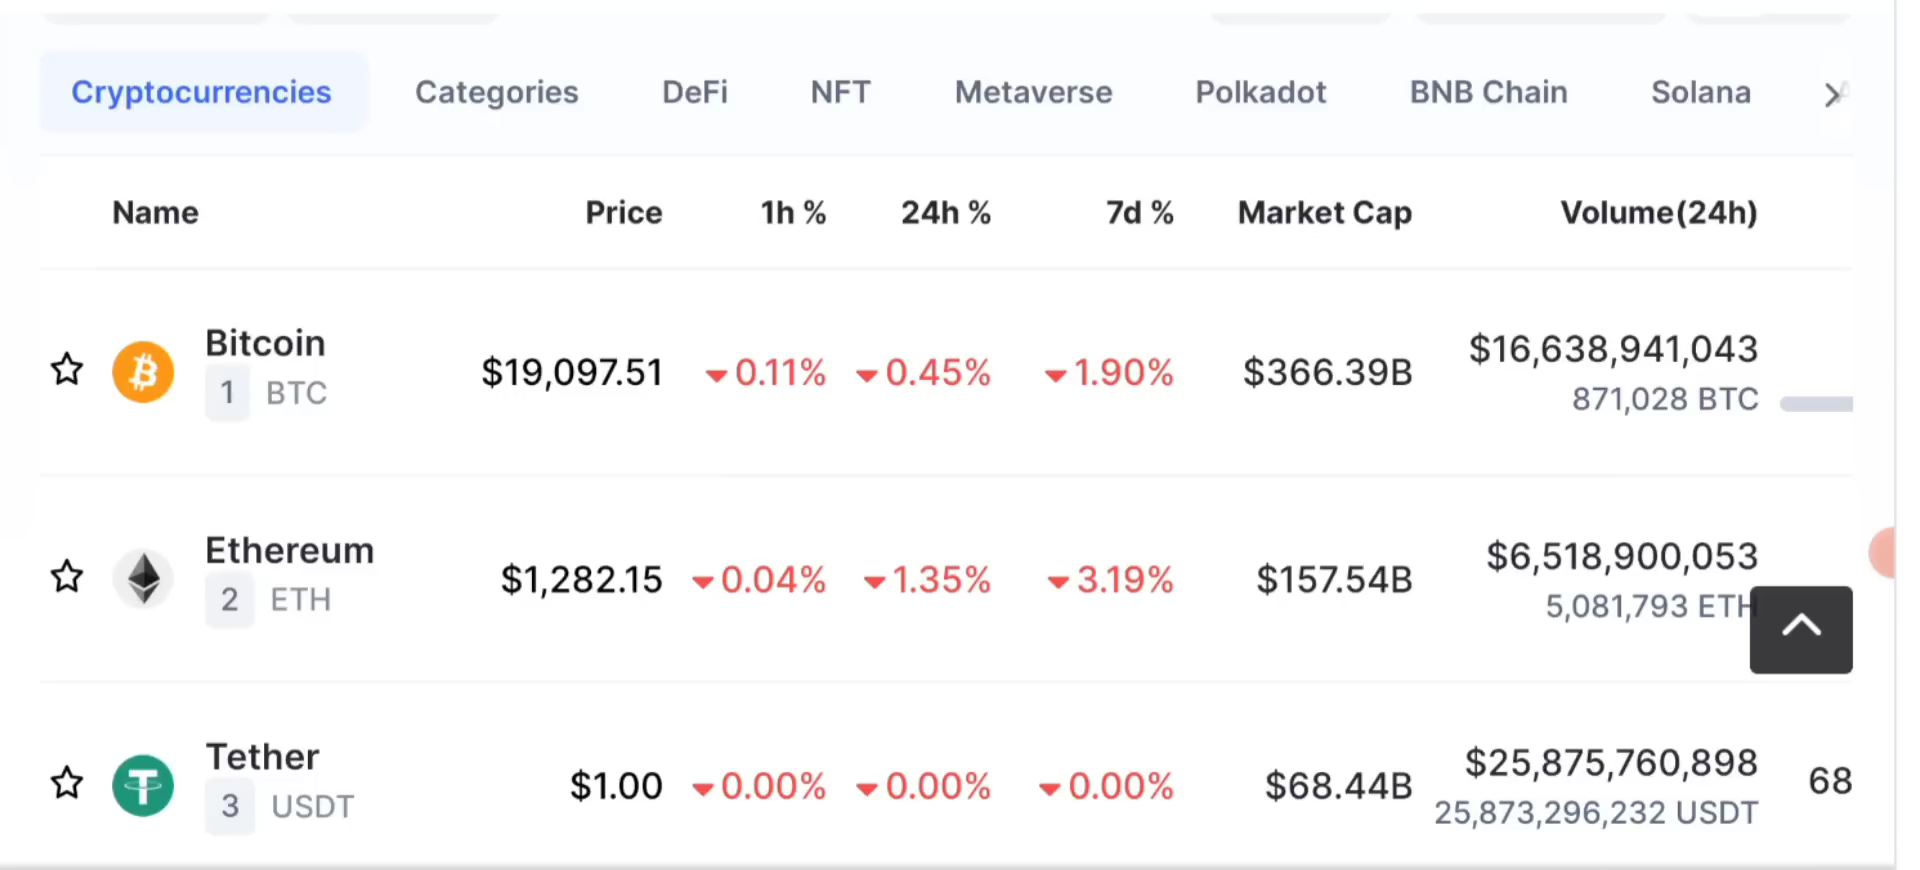 Cryptocurrencies Categories DeFi NFT Metaverse Polkadot BNB Chain Solana
Name Price 1h % 24h % 7d % Market Cap Volume(24h)
Bitcoin
1 BTC
$19,097.51 0.11% 0.45% 1.90% $366.39B
$16,638,941,043
871,028 BTC
Ethereum
2 ETH
$1,282.15 0.04% 1.35% 3.19% $157.54B
$6,518,900,053
5,081,793 ETH
Tether
3 USDT
$1.00 0.00% 0.00% 0.00% $68.44B
$25,875,760,898
25,873,296,232 USDT
68